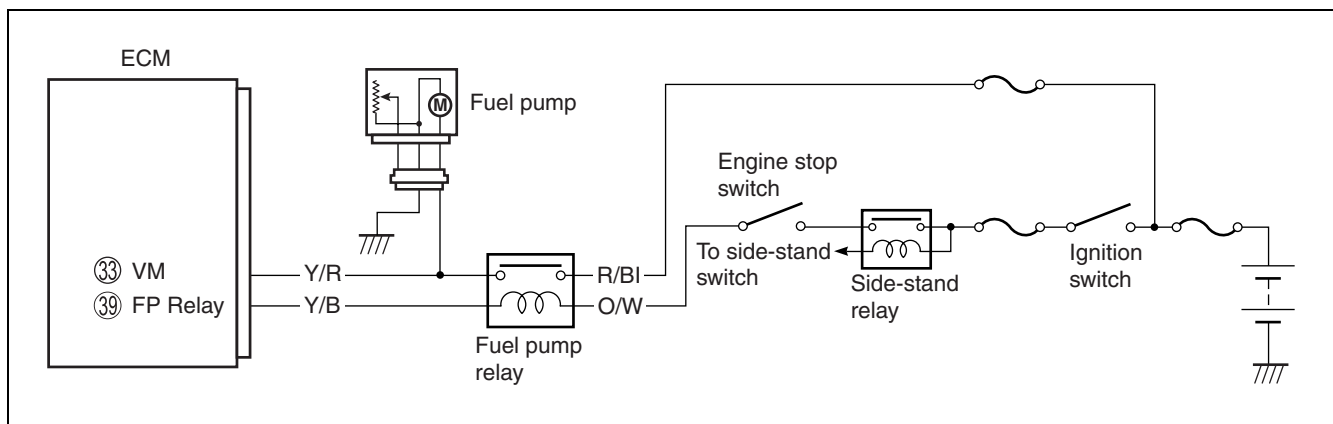 ECM
Fuel pump
M
Engine stop
switch
To side-stand
switch
Side-stand
relay
Ignition
switch
㉝ VM
㊴ FP Relay
Y/R
Y/B
R/Bl
O/W
Fuel pump
relay